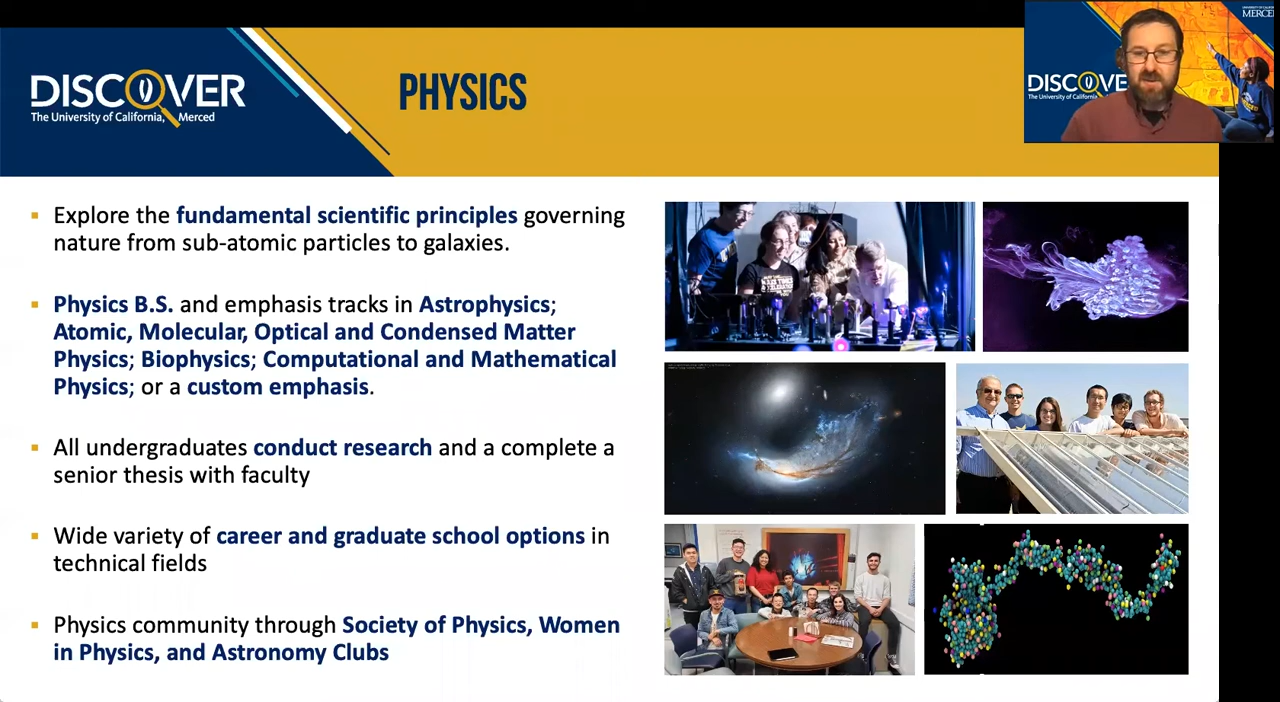 DISCOVER
The University of California, Merced
PHYSICS
UNIVERSITY OF CALIFORNIA
MERCE
DISCOVE
The University of Californi
▪ Explore the fundamental scientific principles governing
nature from sub-atomic particles to galaxies.
▪ Physics B.S. and emphasis tracks in Astrophysics;
Atomic, Molecular, Optical and Condensed Matter
Physics; Biophysics; Computational and Mathematical
Physics; or a custom emphasis.
▪ All undergraduates conduct research and a complete a
senior thesis with faculty
▪ Wide variety of career and graduate school options in
technical fields
▪ Physics community through Society of Physics, Women
in Physics, and Astronomy Clubs